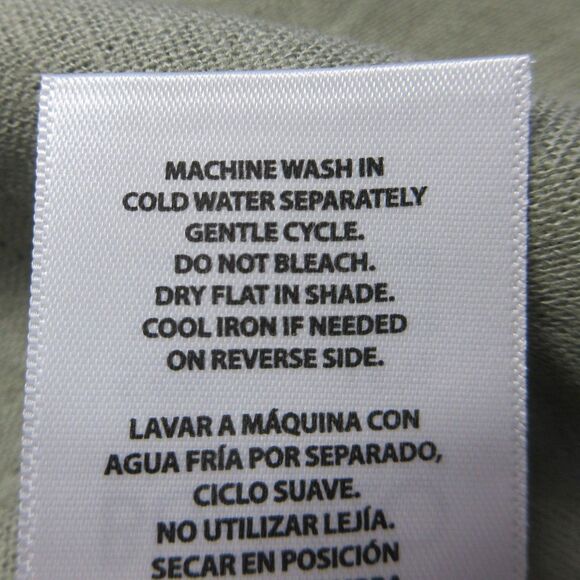 MACHINE WASH IN
COLD WATER SEPARATELY
GENTLE CYCLE.
DO NOT BLEACH.
DRY FLAT IN SHADE.
COOL IRON IF NEEDED
ON REVERSE SIDE.
LAVAR A MÁQUINA CON
AGUA FRÍA POR SEPARADO,
CICLO SUAVE.
NO UTILIZAR LEJÍA.
SECAR EN POSICIÓN